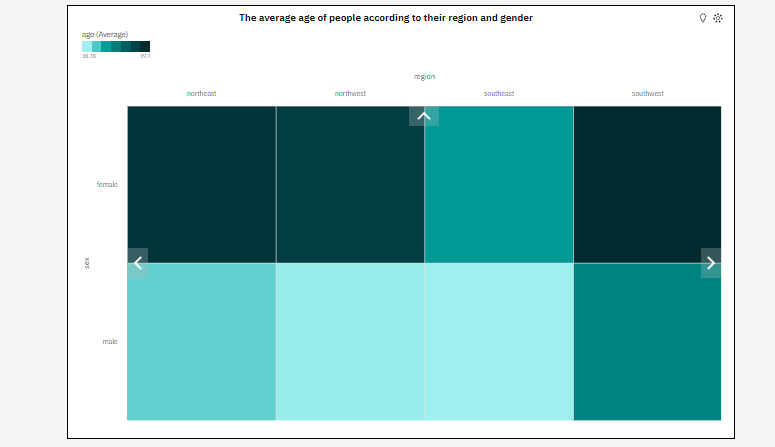 The average age of people according to their region and gender
age (Average)
38.76 39.7
region
northeast northwest southeast southwest
female
sex
male